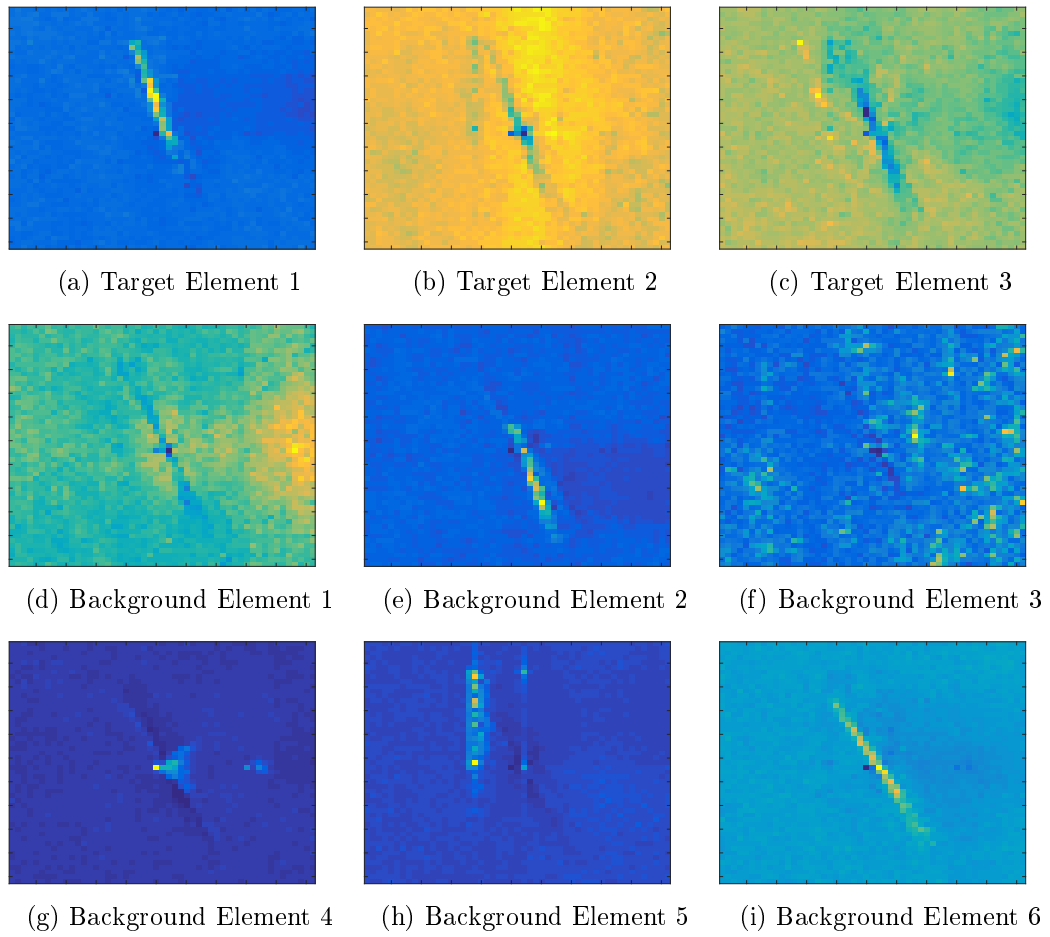 (a) Target Element 1
(b) Target Element 2
(c) Target Element 3
(d) Background Element 1
(e) Background Element 2
(f) Background Element 3
(g) Background Element 4
(h) Background Element 5
(i) Background Element 6